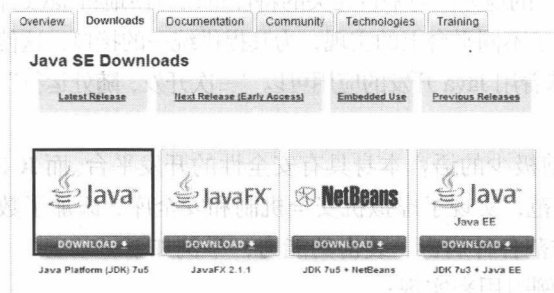 Overview Downloads Documentation Community Technologies Training
Java SE Downloads
Latest Release Next Release (Early Access) Embedded Use Previous Releases
Java JavaFX NetBeans Java
Java EE
DOWNLOAD DOWNLOAD DOWNLOAD DOWNLOAD
Java Platform (JDK) 7u5 JavaFX 2.1.1 JDK 7u5 + NetBeans JDK 7u3 + Java EE